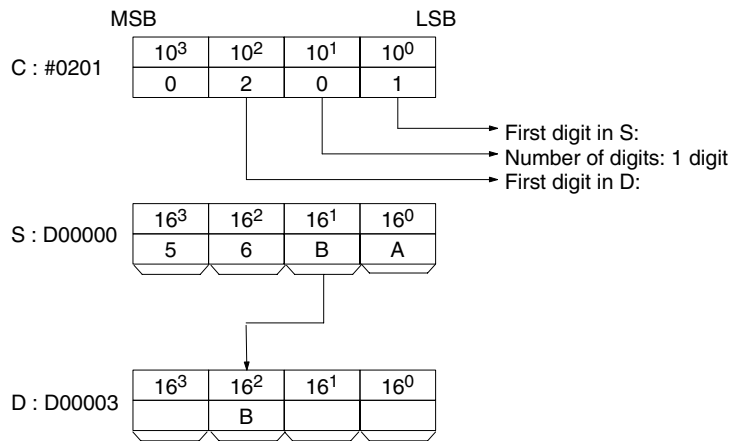 MSB LSB
C : #0201
10³ 10² 10¹ 10⁰
0 2 0 1
First digit in S:
Number of digits: 1 digit
First digit in D:
S : D00000
16³ 16² 16¹ 16⁰
5 6 B A
D : D00003
16³ 16² 16¹ 16⁰
B